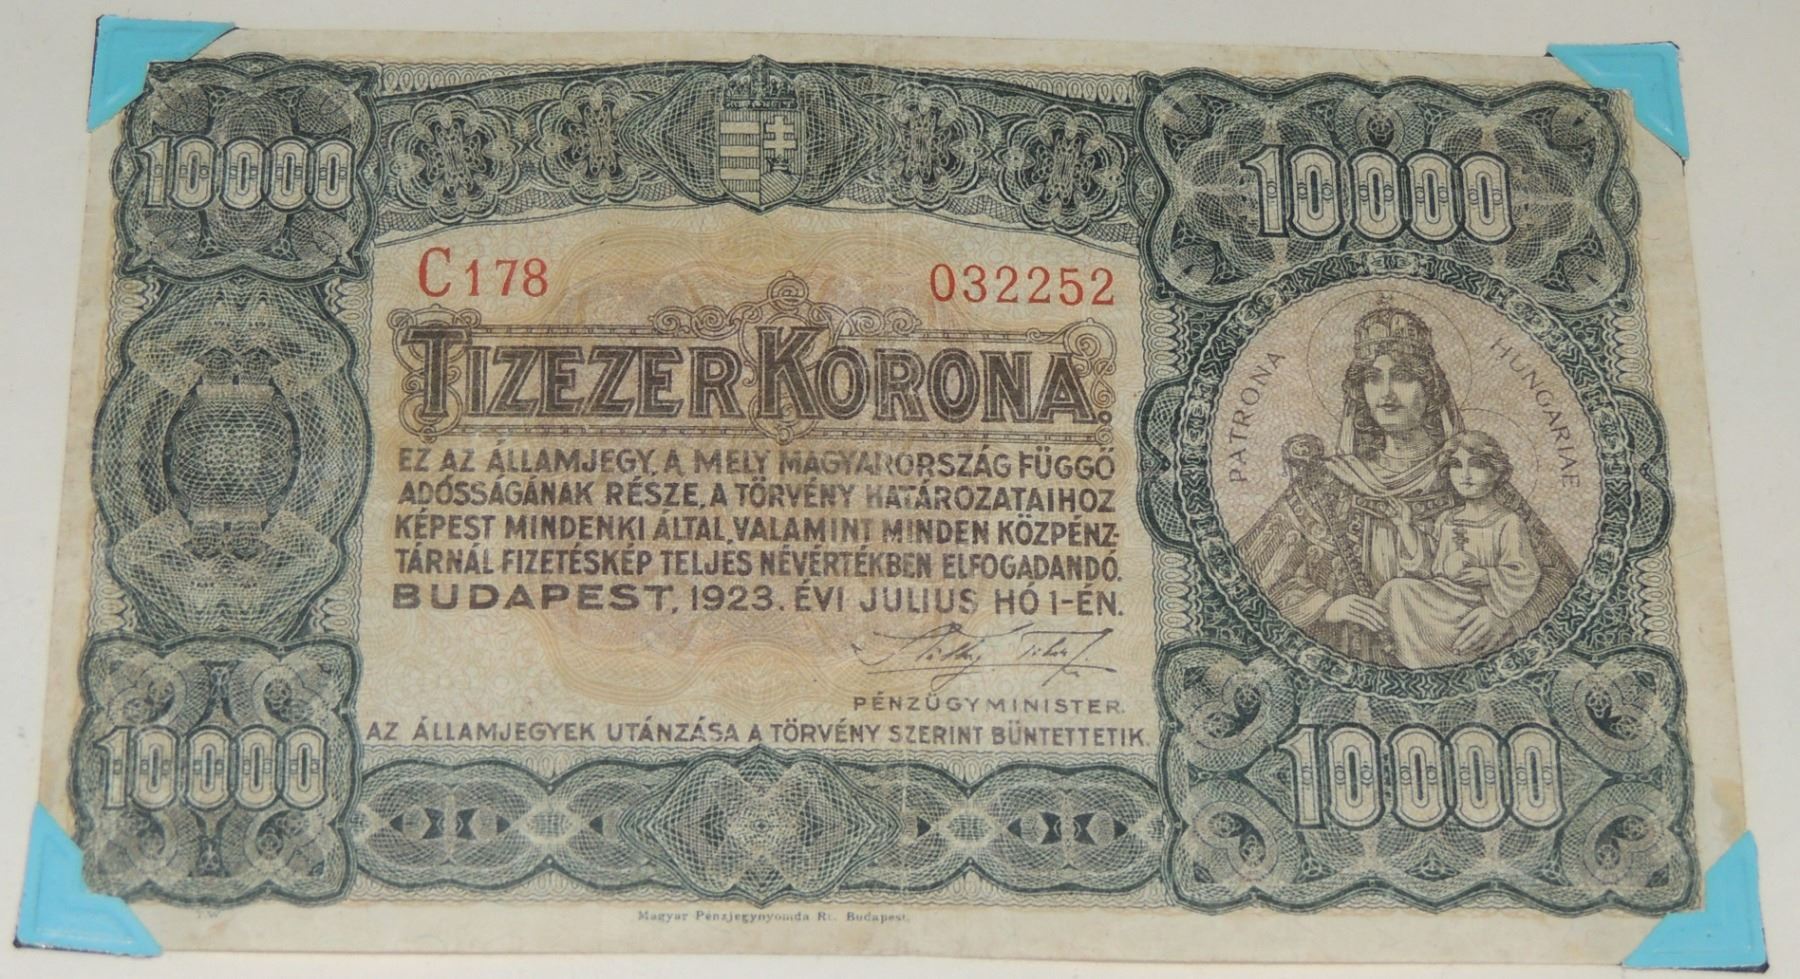 10000
10000
C178
032252
TIZEZER KORONA.
EZ AZ ÁLLAMJEGY, A MELY MAGYARORSZÁG FÜGGŐ
ADÓSSÁGÁNAK RÉSZE, A TÖRVÉNY HATÁROZATAIHOZ
KÉPEST MINDENKI ÁLTAL, VALAMINT MINDEN KÖZPÉNZ-
TÁRNÁL FIZETÉSKÉP TELJES NÉVÉRTÉKBEN ELFOGADANDÓ.
BUDAPEST, 1923. ÉVI JULIUS HÓ 1-ÉN.
PÉNZÜGYMINISTER.
AZ ÁLLAMJEGYEK UTÁNZÁSA A TÖRVÉNY SZERINT BÜNTETTETIK.
PATRONA HUNGARIAE
10000
10000
Magyar Pénzjegynyomda Rt. Budapest.